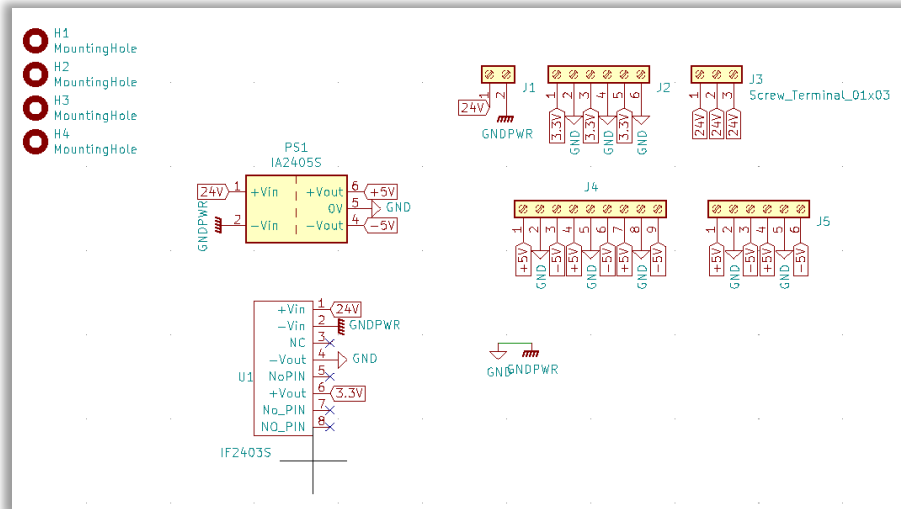 H1
MountingHole
H2
MountingHole
H3
MountingHole
H4
MountingHole
J1
1
2
24V
GNDPWR
J2
1
2
3
4
5
6
3.3V
GND
3.3V
GND
3.3V
GND
J3
Screw_Terminal_01x03
1
2
3
24V
24V
24V
PS1
IA2405S
24V 1 +Vin +Vout 6 +5V
0V 5 GND
GNDPWR 2 -Vin -Vout 4 -5V
J4
1
2
3
4
5
6
7
8
9
+5V
GND
-5V
+5V
GND
-5V
+5V
GND
-5V
J5
1
2
3
4
5
6
+5V
GND
-5V
+5V
GND
-5V
+Vin 1 24V
-Vin 2 GNDPWR
NC 3
-Vout 4 GND
U1 NoPIN 5
+Vout 6 3.3V
No_PIN 7
NO_PIN 8
IF2403S
GND
GNDPWR